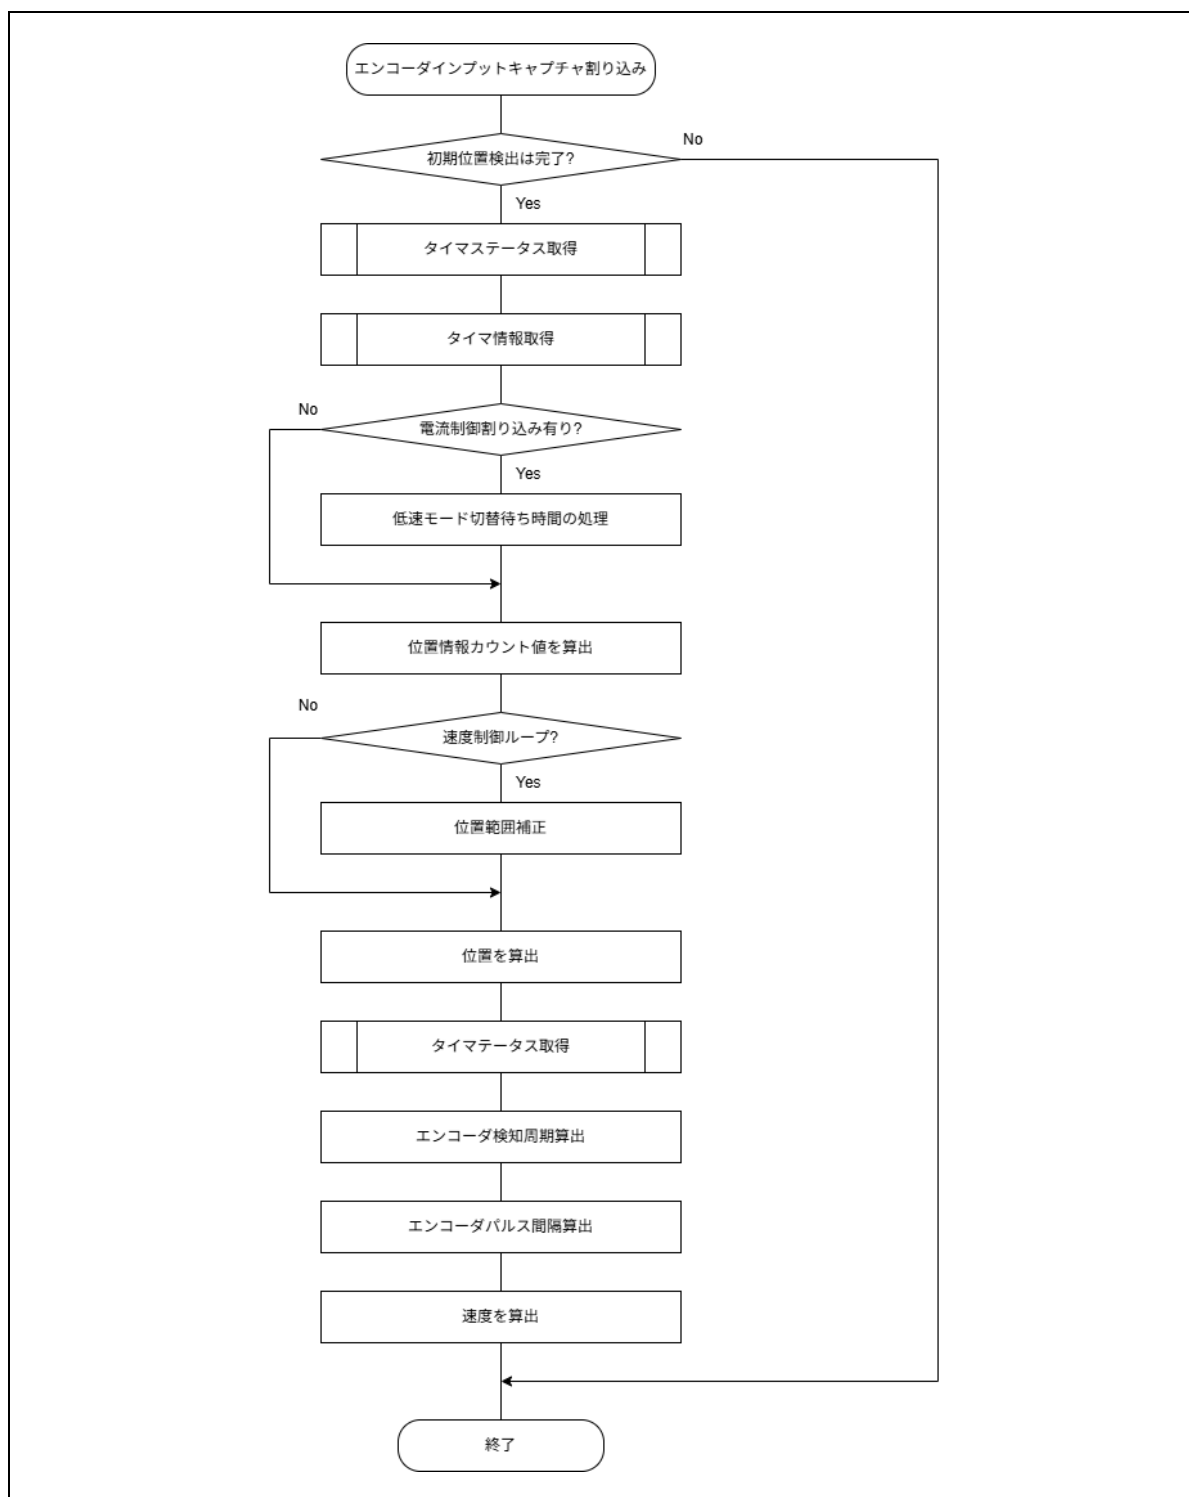 エンコーダインプットキャプチャ割り込み
初期位置検出は完了?
No
Yes
タイマステータス取得
タイマ情報取得
No
電流制御割り込み有り?
Yes
低速モード切替待ち時間の処理
位置情報カウント値を算出
No
速度制御ループ?
Yes
位置範囲補正
位置を算出
タイマテータス取得
エンコーダ検知周期算出
エンコーダパルス間隔算出
速度を算出
終了